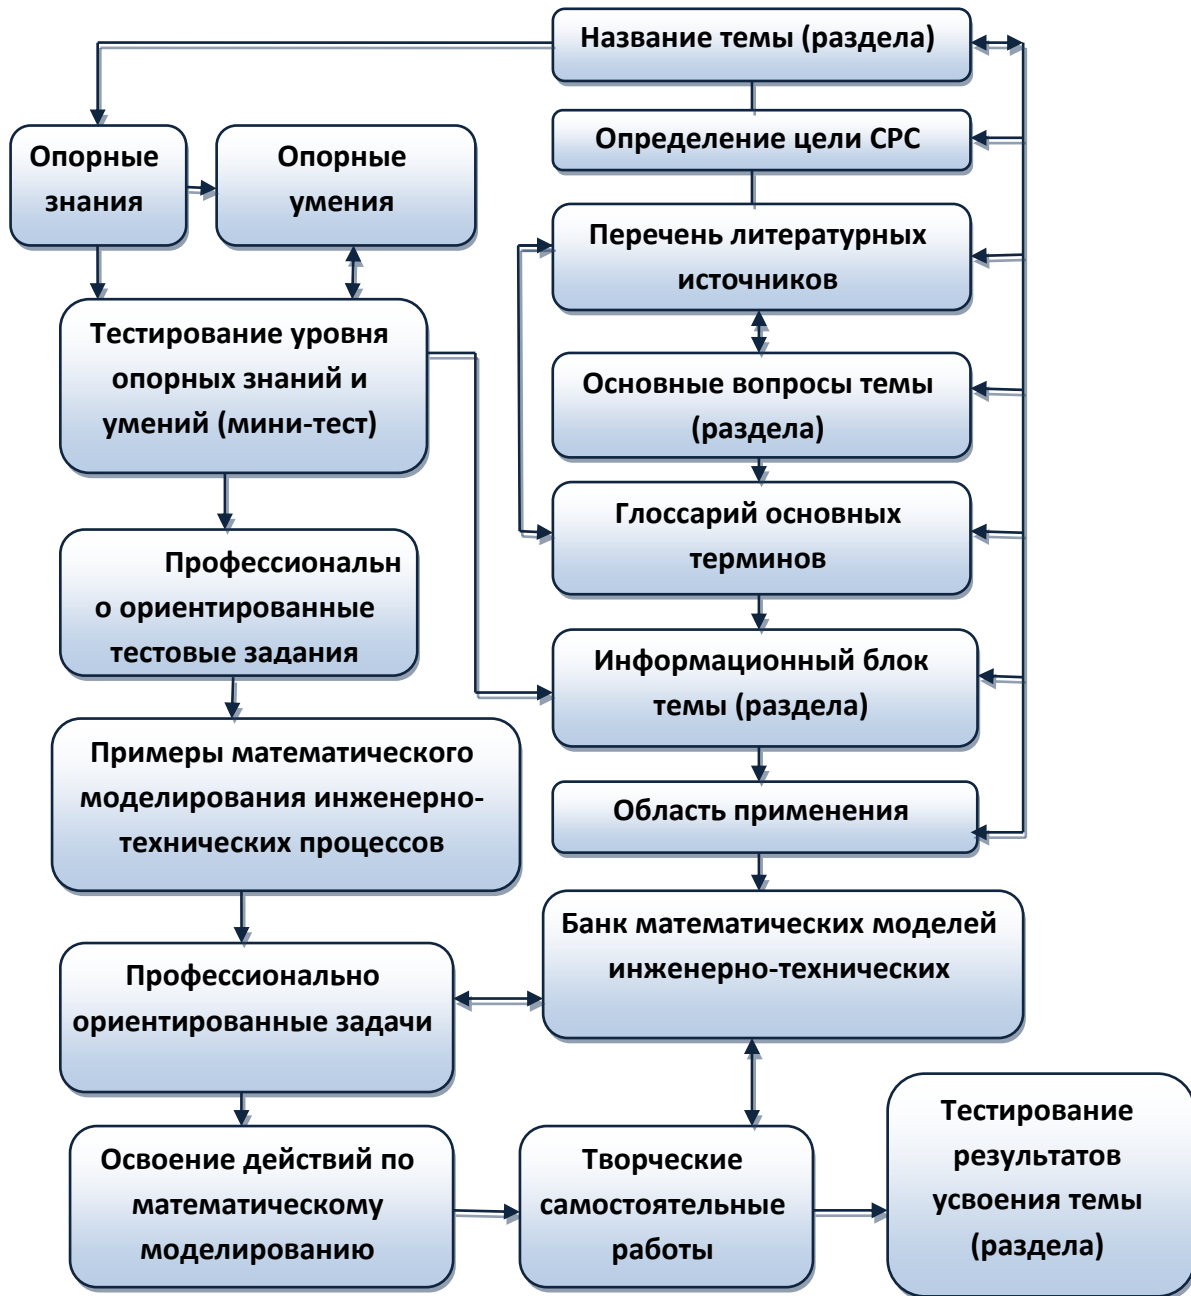 Название темы (раздела)
Определение цели СРС
Опорные
знания
Опорные
умения
Перечень литературных
источников
Тестирование уровня
опорных знаний и
умений (мини-тест)
Основные вопросы темы
(раздела)
Глоссарий основных
терминов
Профессиональн
о ориентированные
тестовые задания
Информационный блок
темы (раздела)
Примеры математического
моделирования инженерно-
технических процессов
Область применения
Банк математических моделей
инженерно-технических
Профессионально
ориентированные задачи
Освоение действий по
математическому
моделированию
Творческие
самостоятельные
работы
Тестирование
результатов
усвоения темы
(раздела)